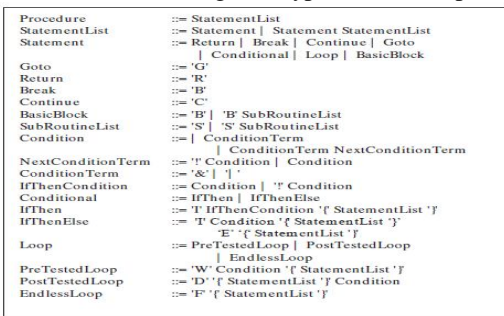 Procedure ::= StatementList
StatementList ::= Statement | Statement StatementList
Statement ::= Return | Break | Continue | Goto
| Conditional | Loop | BasicBlock
Goto ::= 'G'
Return ::= 'R'
Break ::= 'B'
Continue ::= 'C'
BasicBlock ::= 'B' | 'B' SubRoutineList
SubRoutineList ::= 'S' | 'S' SubRoutineList
Condition ::= | ConditionTerm
| ConditionTerm NextConditionTerm
NextConditionTerm ::= '!' Condition | Condition
ConditionTerm ::= '&' | '|'
IfThenCondition ::= Condition | '!' Condition
Conditional ::= IfThen | IfThenElse
IfThen ::= 'I' IfThenCondition '{' StatementList '}'
IfThenElse ::= 'I' Condition '{' StatementList '}'
'E' '{' StatementList '}'
Loop ::= PreTestedLoop | PostTestedLoop
| EndlessLoop
PreTestedLoop ::= 'W' Condition '{' StatementList '}'
PostTestedLoop ::= 'D' '{' StatementList '}' Condition
EndlessLoop ::= 'F' '{' StatementList '}'